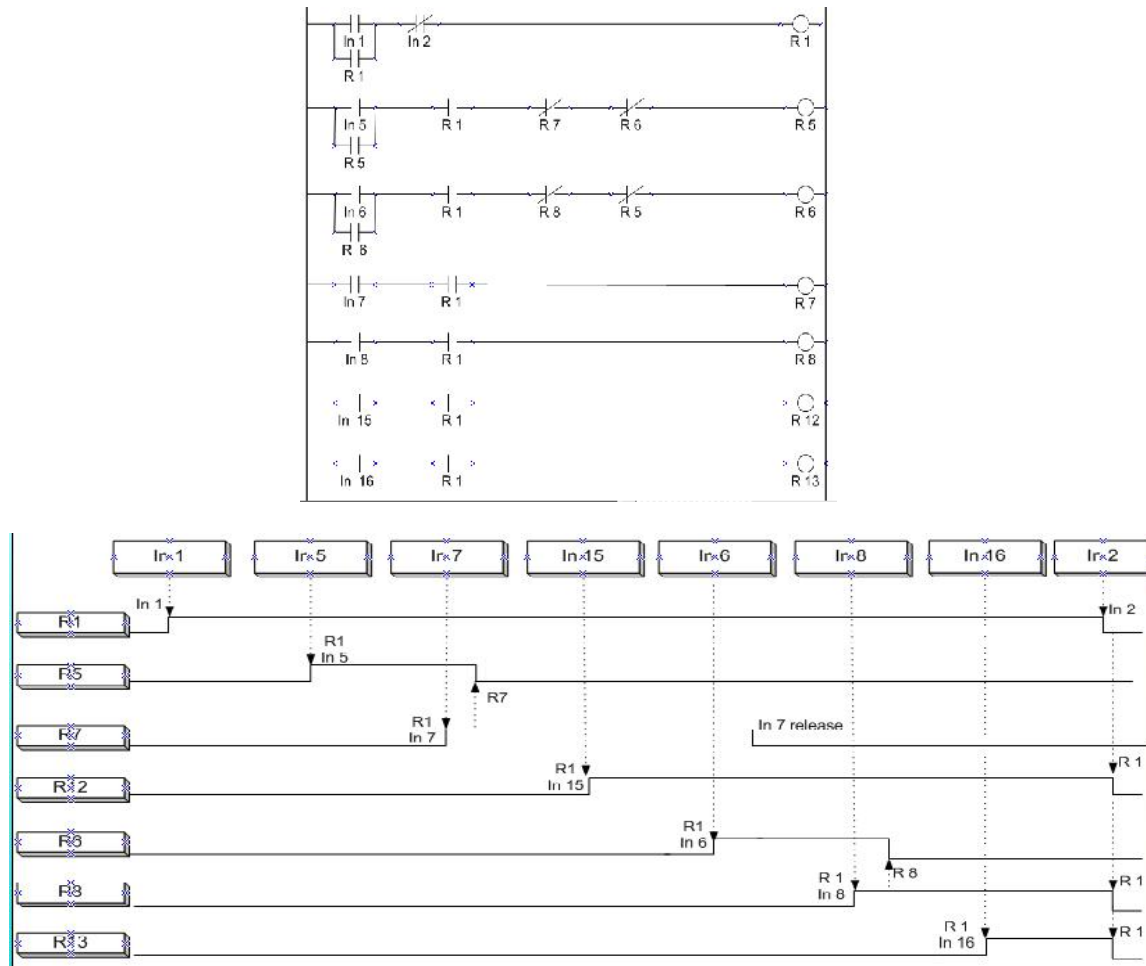 In 1 In 2 R 1
R 1
In 5 R 1 R 7 R 6 R 5
R 5
In 6 R 1 R 8 R 5 R 6
R 6
In 7 R 1 R 7
In 8 R 1 R 8
In 15 R 1 R 12
In 16 R 1 R 13
In 1 In 5 In 7 In 15 In 6 In 8 In 16 In 2
R1 In 1 In 2
R1
R5 In 5
R7
R1
R7 In 7 In 7 release
R1 R 1
R12 In 15
R1
R6 In 6
R 8
R 1 R 1
R8 In 8
R 1 R 1
R13 In 16